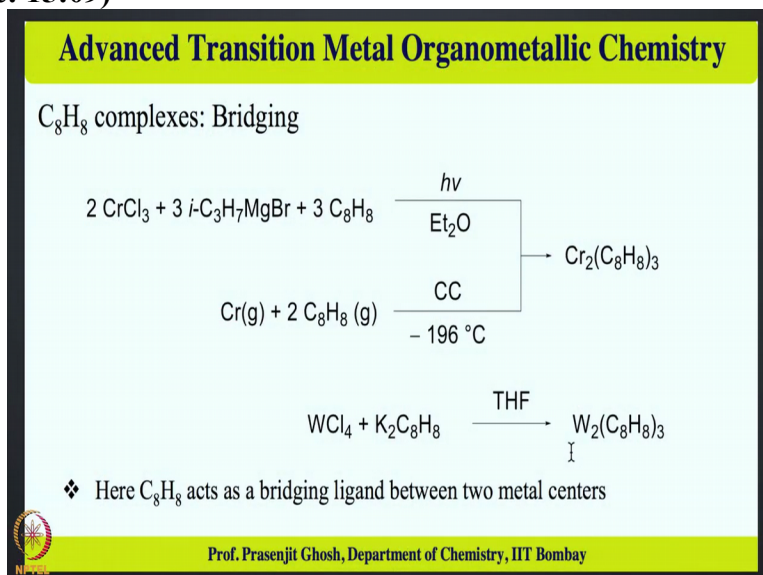 Advanced Transition Metal Organometallic Chemistry
C₈H₈ complexes: Bridging
hν
2 CrCl₃ + 3 i-C₃H₇MgBr + 3 C₈H₈
Et₂O
Cr₂(C₈H₈)₃
CC
Cr(g) + 2 C₈H₈ (g)
– 196 °C
THF
WCl₄ + K₂C₈H₈
W₂(C₈H₈)₃
❖ Here C₈H₈ acts as a bridging ligand between two metal centers
Prof. Prasenjit Ghosh, Department of Chemistry, IIT Bombay
NPTEL